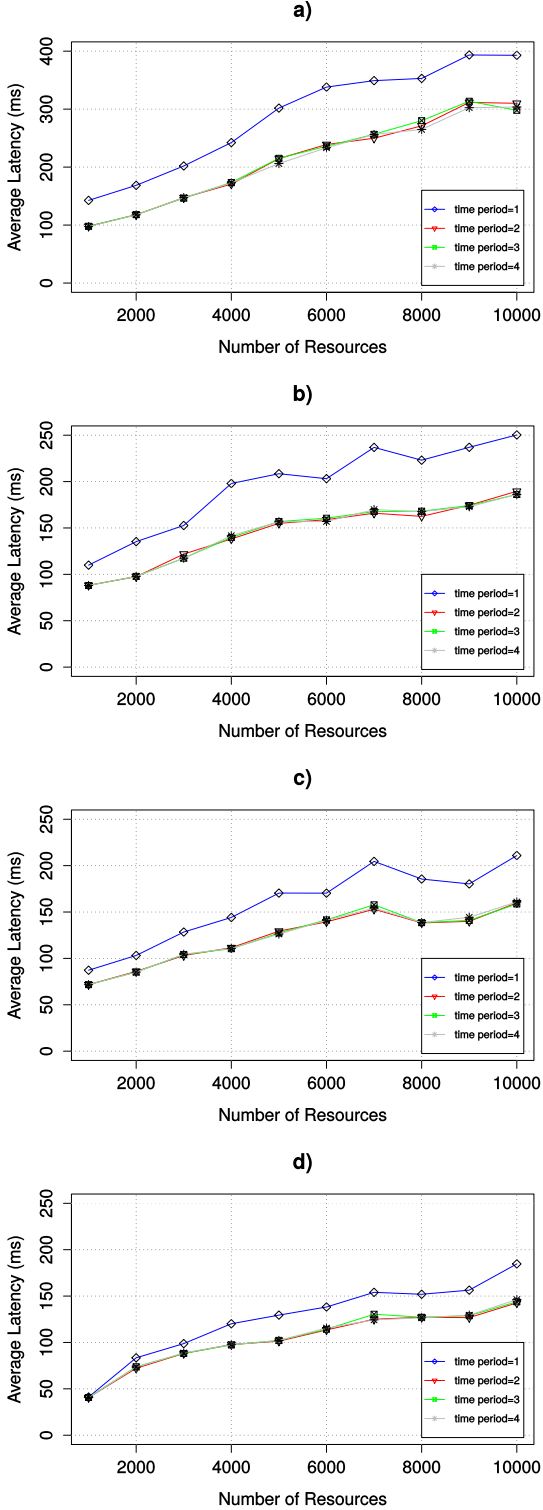 a)
Average Latency (ms)
400
300
200
100
0
time period=1
time period=2
time period=3
time period=4
2000 4000 6000 8000 10000
Number of Resources
b)
Average Latency (ms)
250
200
150
100
50
0
time period=1
time period=2
time period=3
time period=4
2000 4000 6000 8000 10000
Number of Resources
c)
Average Latency (ms)
250
200
150
100
50
0
time period=1
time period=2
time period=3
time period=4
2000 4000 6000 8000 10000
Number of Resources
d)
Average Latency (ms)
250
200
150
100
50
0
time period=1
time period=2
time period=3
time period=4
2000 4000 6000 8000 10000
Number of Resources